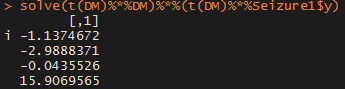 > solve(t(DM)%*%DM)%*%(t(DM)%*%Seizure1$y)
[,1]
i -1.1374672
-2.9888371
-0.0435526
15.9069565